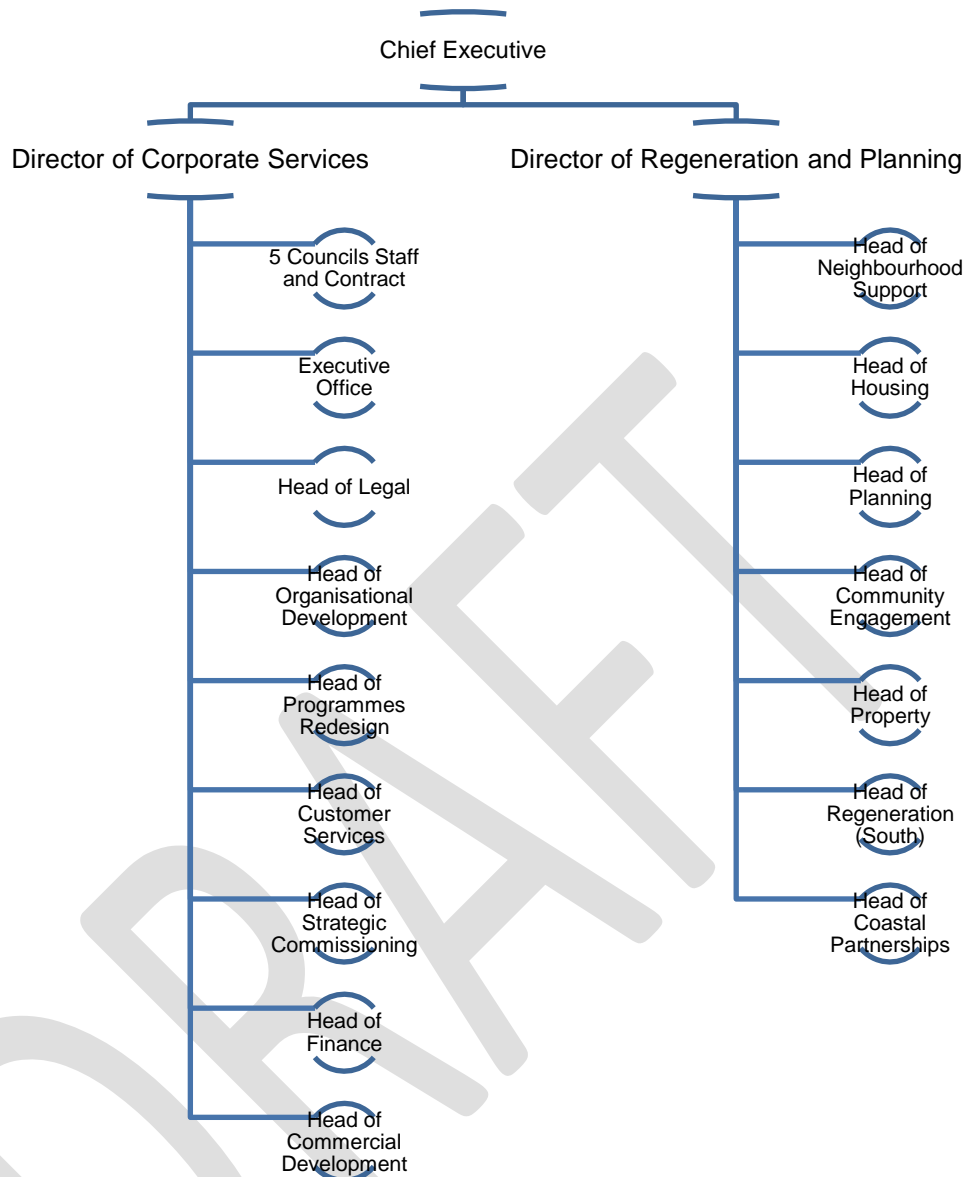 Chief Executive
Director of Corporate Services
5 Councils Staff
and Contract
Executive
Office
Head of Legal
Head of
Organisational
Development
Head of
Programmes
Redesign
Head of
Customer
Services
Head of
Strategic
Commissioning
Head of
Finance
Head of
Commercial
Development
Director of Regeneration and Planning
Head of
Neighbourhood
Support
Head of
Housing
Head of
Planning
Head of
Community
Engagement
Head of
Property
Head of
Regeneration
(South)
Head of
Coastal
Partnerships
DRAFT